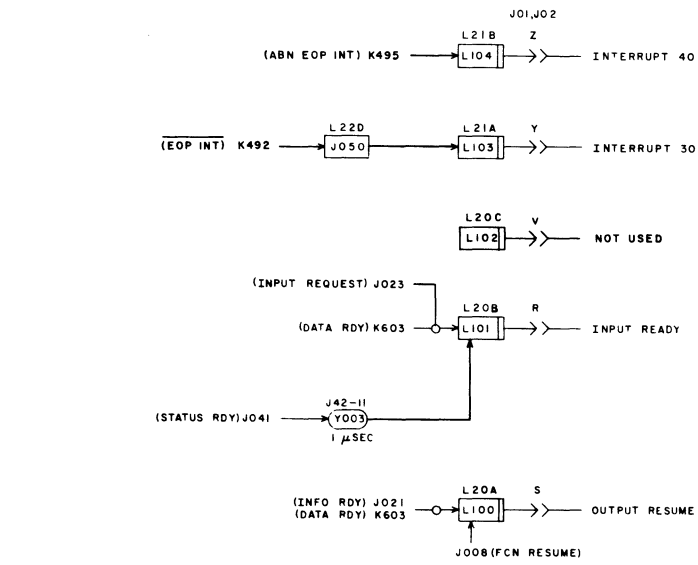 J01,J02
L21B Z
(ABN EOP INT) K495 L104 INTERRUPT 40
L22D L21A Y
(EOP INT) K492 J050 L103 INTERRUPT 30
L20C V
L102 NOT USED
(INPUT REQUEST) J023
L20B R
(DATA RDY) K603 L101 INPUT READY
J42-11
(STATUS RDY) J041 Y003
1 μSEC
L20A S
(INFO RDY) J021
(DATA RDY) K603 L100 OUTPUT RESUME
J008 (FCN RESUME)